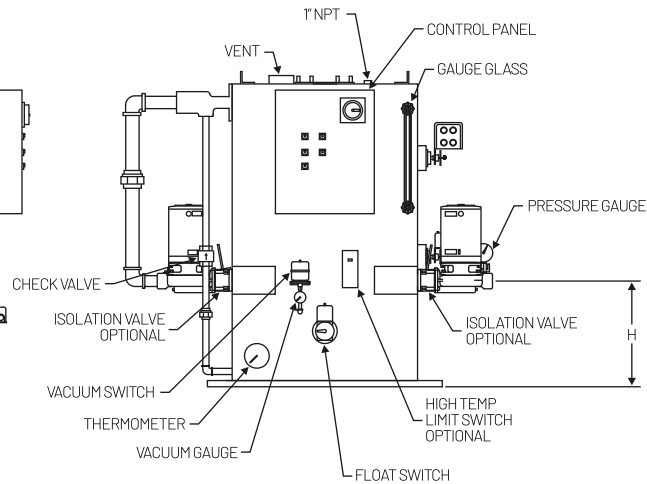 1" NPT
CONTROL PANEL
VENT
GAUGE GLASS
PRESSURE GAUGE
CHECK VALVE
ISOLATION VALVE
OPTIONAL
ISOLATION VALVE
OPTIONAL
H
VACUUM SWITCH
THERMOMETER
HIGH TEMP
LIMIT SWITCH
OPTIONAL
VACUUM GAUGE
FLOAT SWITCH